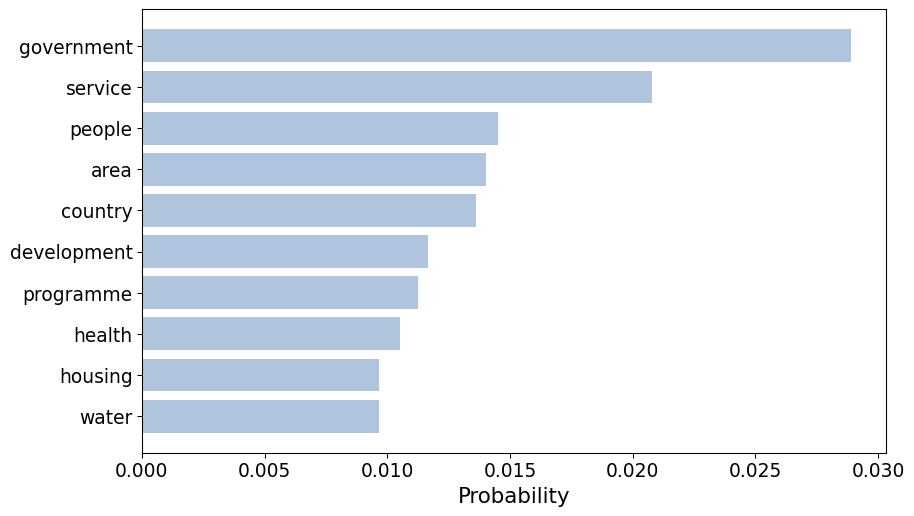 government
service
people
area
country
development
programme
health
housing
water
0.000 0.005 0.010 0.015 0.020 0.025 0.030
Probability